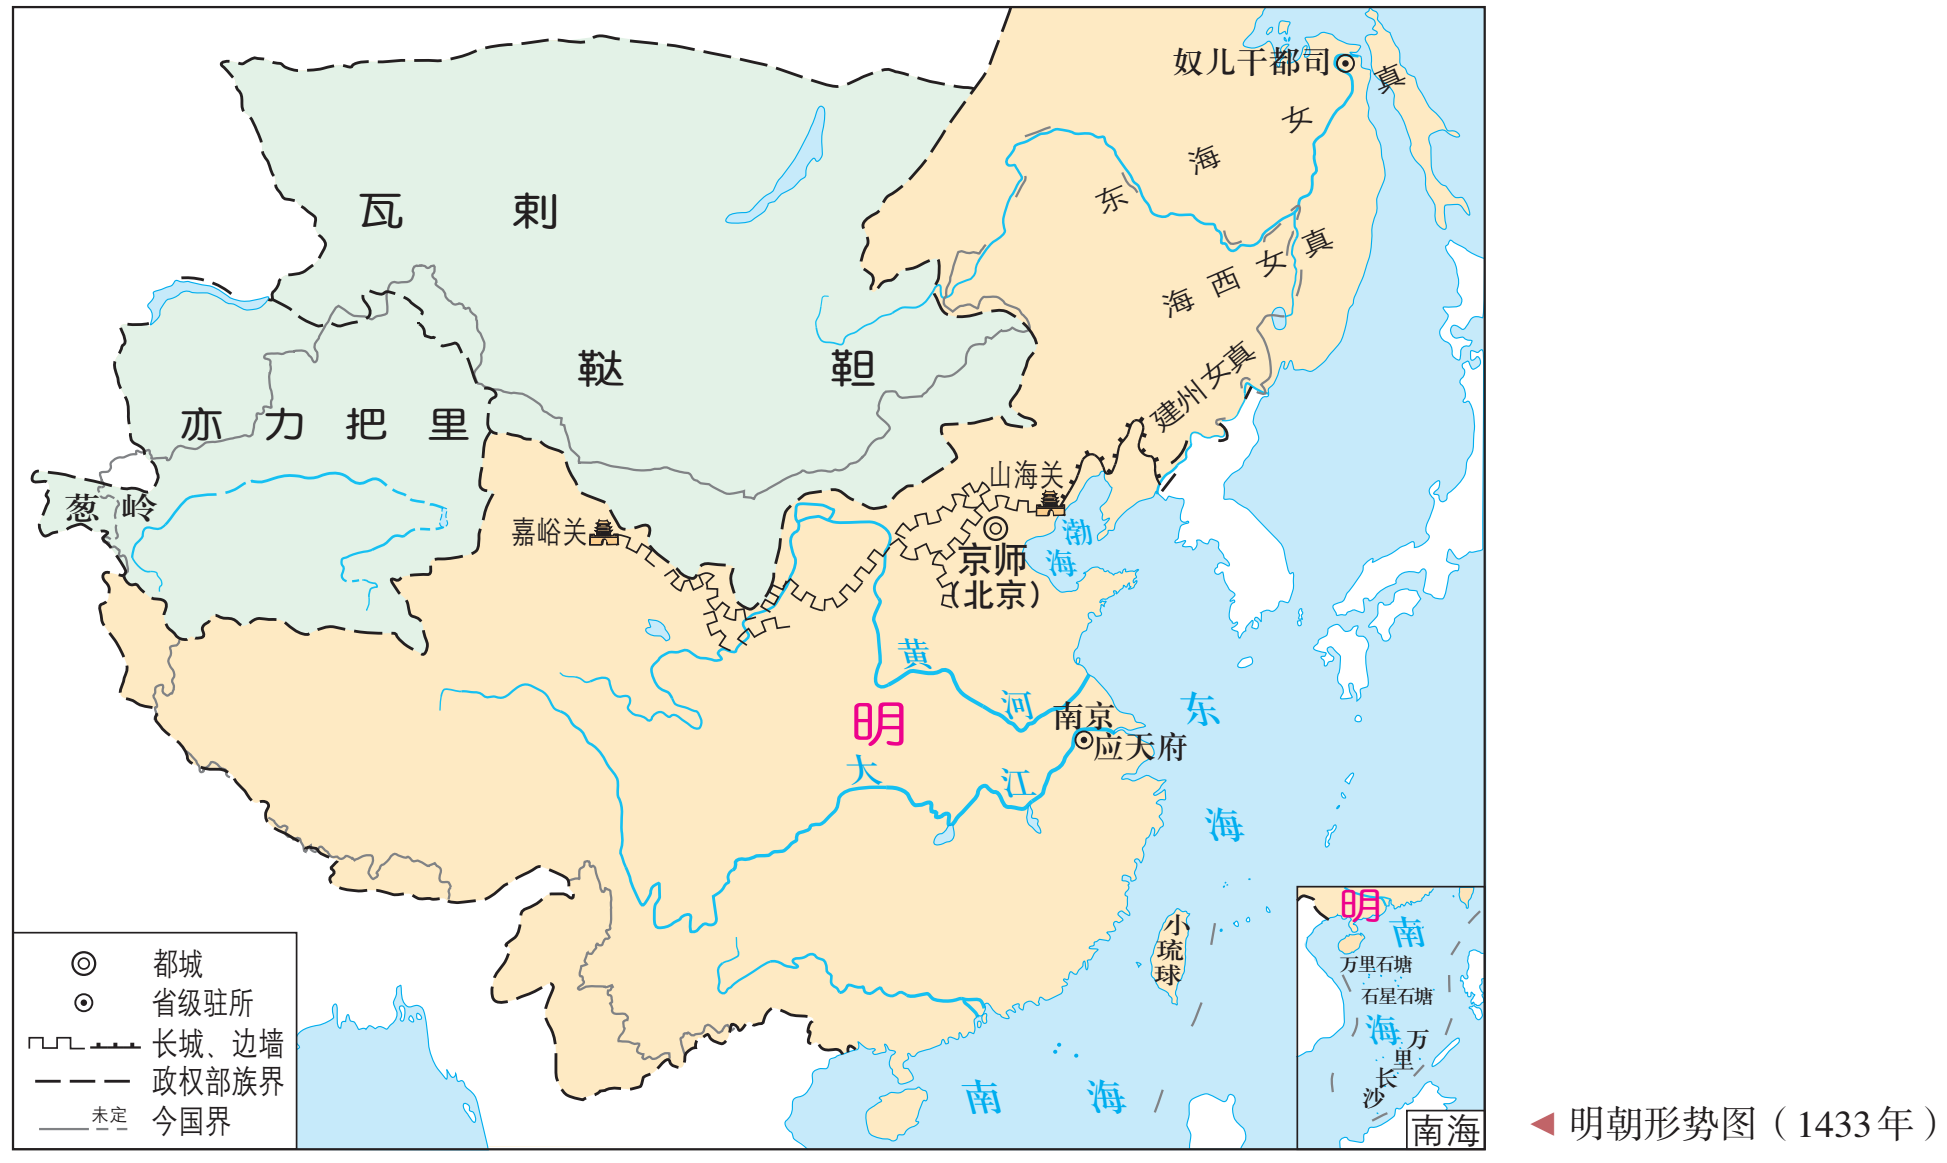 奴儿干都司
东海女真
瓦剌
海西女真
鞑靼
建州女真
亦力把里
葱岭
山海关
嘉峪关
渤海
京师
(北京)
黄河
明
南京
应天府
大江
东海
小琉球
南海
明
南海
万里石塘
石星石塘
万里长沙
南海
都城
省级驻所
长城、边墙
政权部族界
未定
今国界
◀ 明朝形势图（1433年）